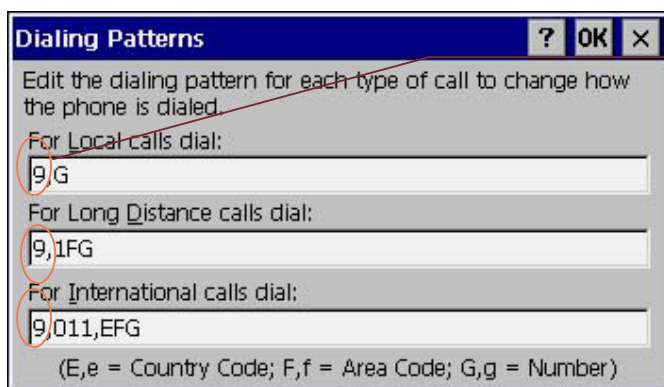 Dialing Patterns ? OK ×
Edit the dialing pattern for each type of call to change how
the phone is dialed.
For Local calls dial:
9,G
For Long Distance calls dial:
9,1FG
For International calls dial:
9,011,EFG
(E,e = Country Code; F,f = Area Code; G,g = Number)